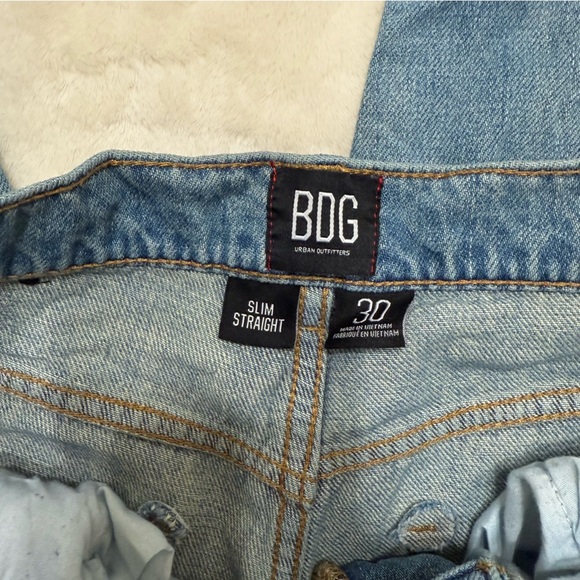 BDG
URBAN OUTFITTERS
SLIM
STRAIGHT
30
MADE IN VIETNAM
FABRIQUÉ EN VIETNAM